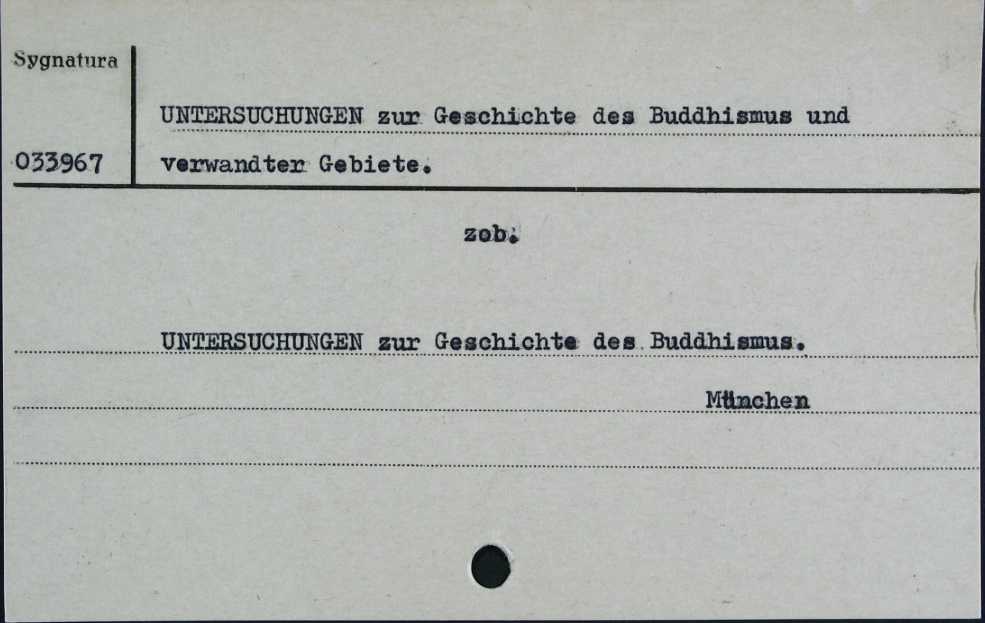 Sygnatura
UNTERSUCHUNGEN zur Geschichte des Buddhismus und
033967 verwandter Gebiete.
zob.
UNTERSUCHUNGEN zur Geschichte des Buddhismus.
München